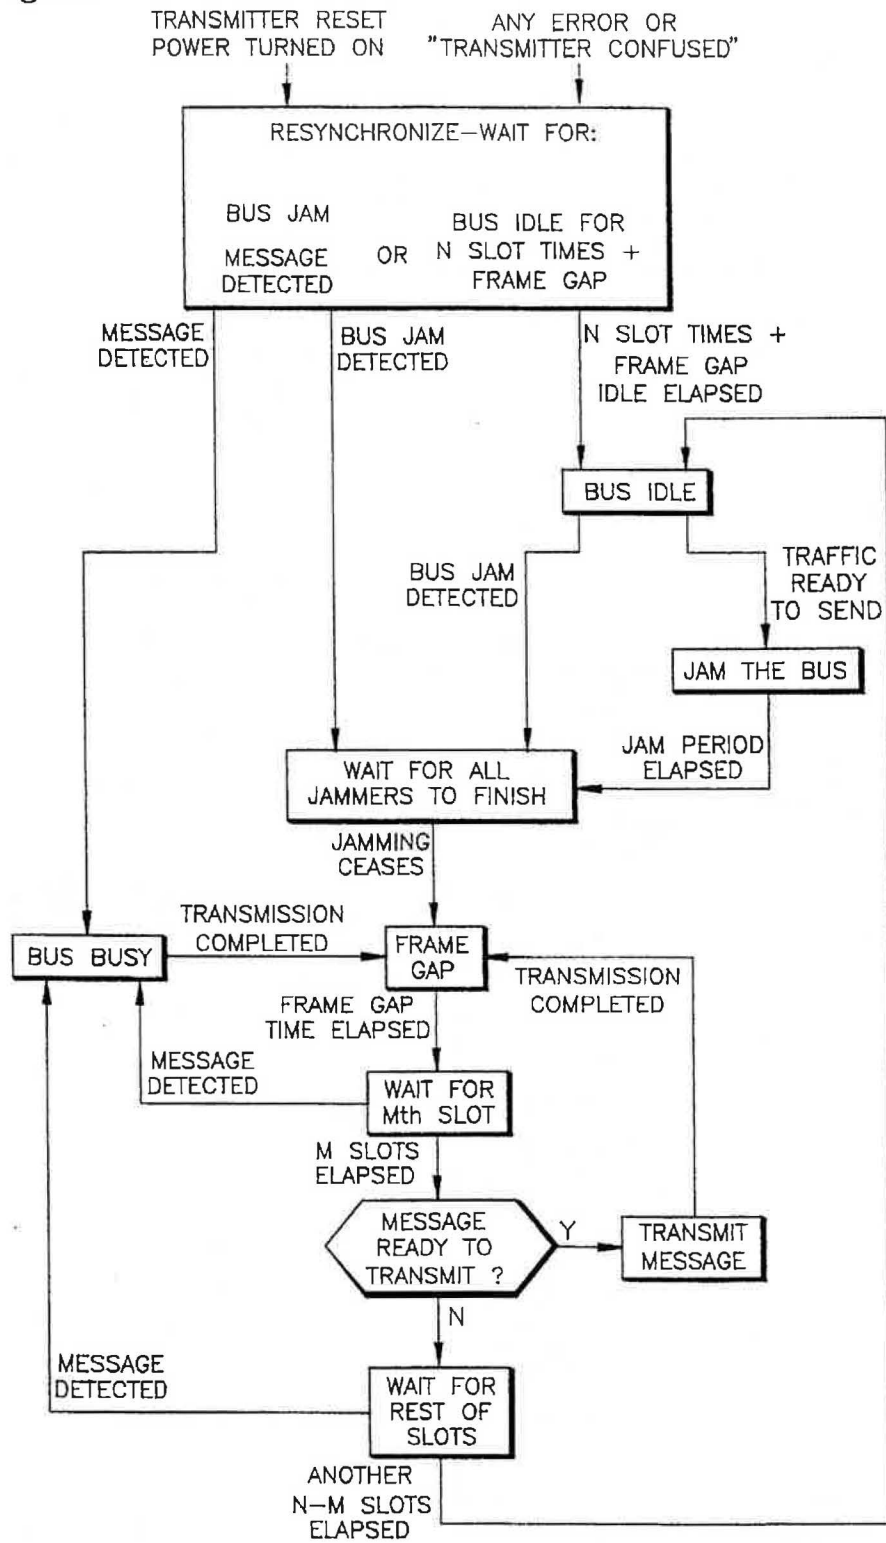 TRANSMITTER RESET
POWER TURNED ON
ANY ERROR OR
"TRANSMITTER CONFUSED"
RESYNCHRONIZE-WAIT FOR:
BUS JAM
MESSAGE
DETECTED
OR
BUS IDLE FOR
N SLOT TIMES +
FRAME GAP
MESSAGE
DETECTED
BUS JAM
DETECTED
N SLOT TIMES +
FRAME GAP
IDLE ELAPSED
BUS IDLE
BUS JAM
DETECTED
TRAFFIC
READY
TO SEND
JAM THE BUS
JAM PERIOD
ELAPSED
WAIT FOR ALL
JAMMERS TO FINISH
JAMMING
CEASES
BUS BUSY
TRANSMISSION
COMPLETED
FRAME
GAP
TRANSMISSION
COMPLETED
FRAME GAP
TIME ELAPSED
MESSAGE
DETECTED
WAIT FOR
Mth SLOT
M SLOTS
ELAPSED
MESSAGE
READY TO
TRANSMIT ?
Y
TRANSMIT
MESSAGE
N
MESSAGE
DETECTED
WAIT FOR
REST OF
SLOTS
ANOTHER
N-M SLOTS
ELAPSED